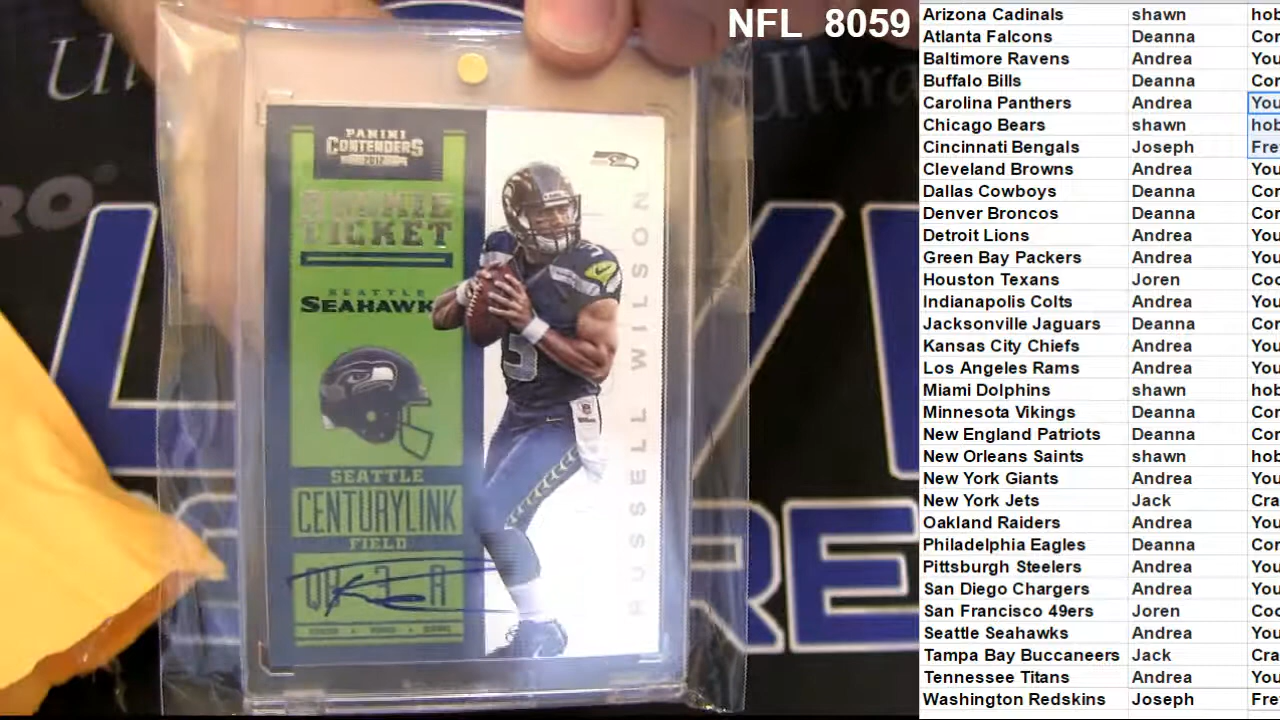 NFL 8059
PANINI
CONTENDERS
2012
ROOKIE
TICKET
SEATTLE
SEAHAWK
SEATTLE
CENTURYLINK
FIELD
QB 3 R
RUSSELL WILSON
Ultra
RO
Arizona Cadinals shawn hob
Atlanta Falcons Deanna Cor
Baltimore Ravens Andrea You
Buffalo Bills Deanna Cor
Carolina Panthers Andrea You
Chicago Bears shawn hob
Cincinnati Bengals Joseph Fre
Cleveland Browns Andrea You
Dallas Cowboys Deanna Cor
Denver Broncos Deanna Cor
Detroit Lions Andrea You
Green Bay Packers Andrea You
Houston Texans Joren Coo
Indianapolis Colts Andrea You
Jacksonville Jaguars Deanna Cor
Kansas City Chiefs Andrea You
Los Angeles Rams Andrea You
Miami Dolphins shawn hob
Minnesota Vikings Deanna Cor
New England Patriots Deanna Cor
New Orleans Saints shawn hob
New York Giants Andrea You
New York Jets Jack Cra
Oakland Raiders Andrea You
Philadelphia Eagles Deanna Cor
Pittsburgh Steelers Andrea You
San Diego Chargers Andrea You
San Francisco 49ers Joren Coo
Seattle Seahawks Andrea You
Tampa Bay Buccaneers Jack Cra
Tennessee Titans Andrea You
Washington Redskins Joseph Fre